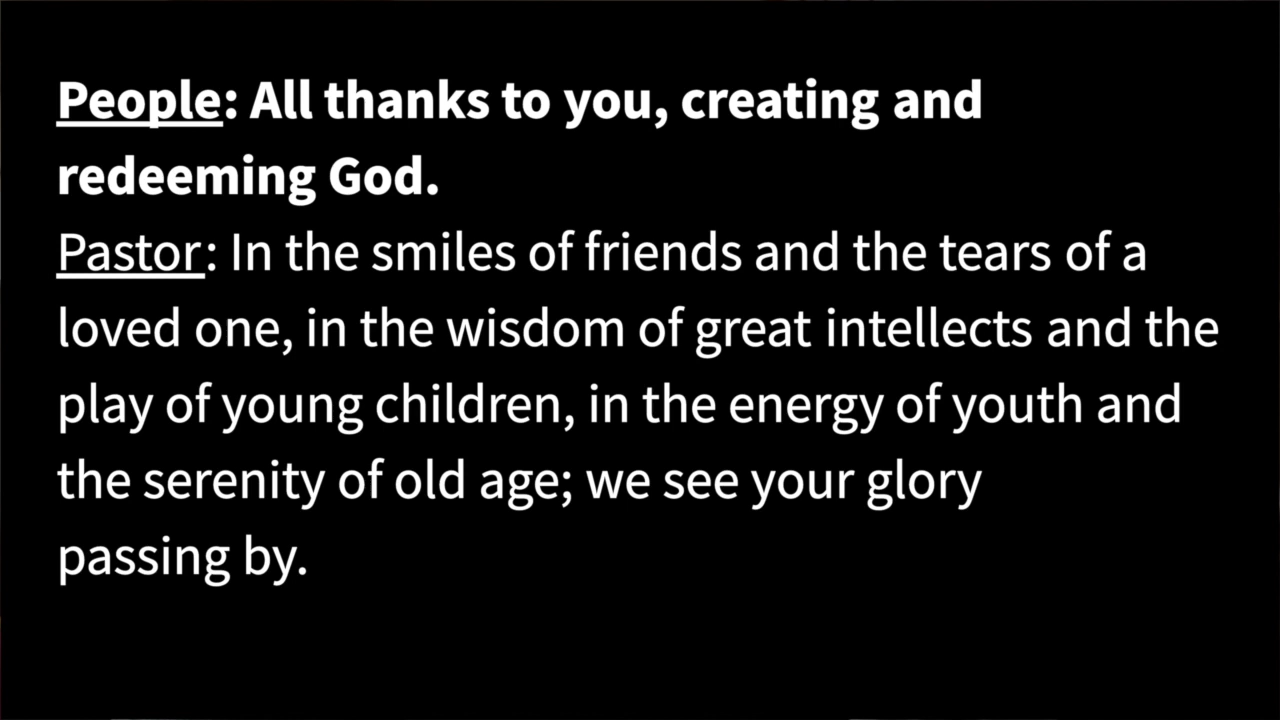 People: All thanks to you, creating and
redeeming God.
Pastor: In the smiles of friends and the tears of a
loved one, in the wisdom of great intellects and the
play of young children, in the energy of youth and
the serenity of old age; we see your glory
passing by.